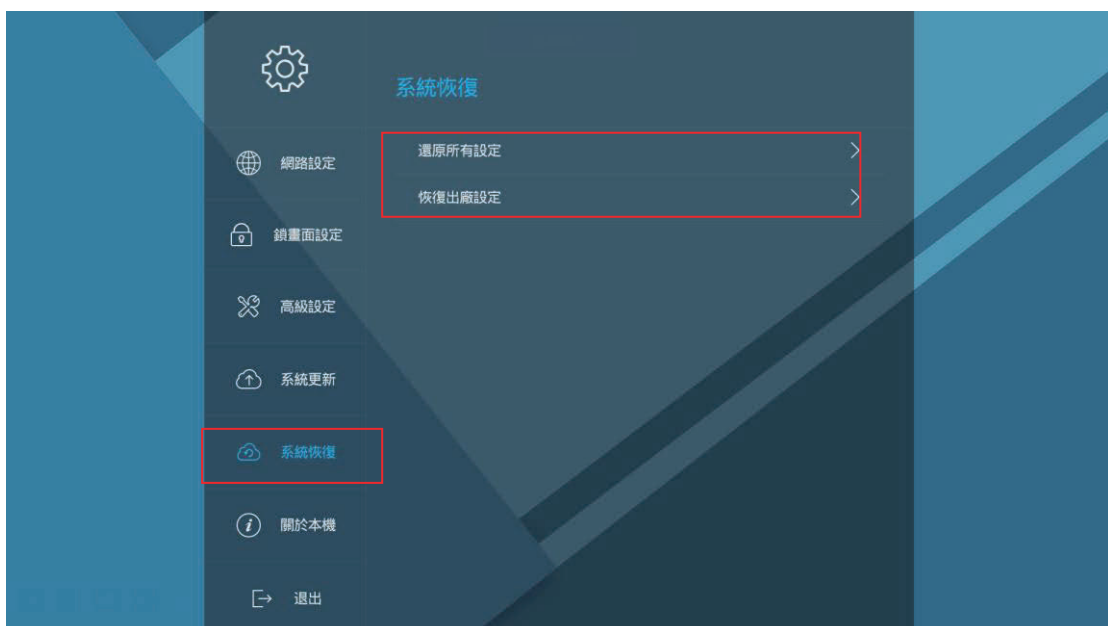 系統恢復
還原所有設定
恢復出廠設定
網路設定
鎖畫面設定
高級設定
系統更新
系統恢復
關於本機
退出